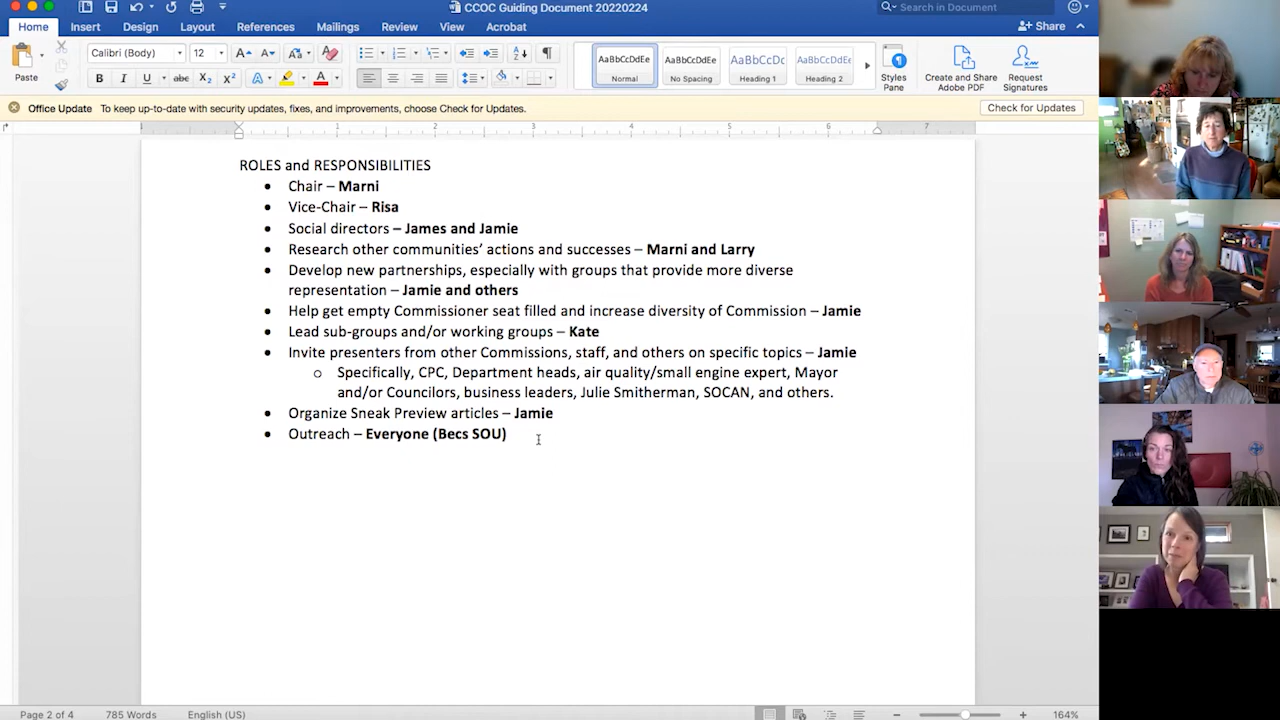 CCOC Guiding Document 20220224
Search in Document
Home Insert Design Layout References Mailings Review View Acrobat
Share
Paste
Calibri (Body) 12
AaBbCcDdEe AaBbCcDdEe AaBbCcDc AaBbCcDdEe
Normal No Spacing Heading 1 Heading 2
Styles Pane
Create and Share Adobe PDF
Request Signatures
Office Update To keep up-to-date with security updates, fixes, and improvements, choose Check for Updates.
Check for Updates
1 2 3 4 5 6 7
ROLES and RESPONSIBILITIES
• Chair – Marni
• Vice-Chair – Risa
• Social directors – James and Jamie
• Research other communities’ actions and successes – Marni and Larry
• Develop new partnerships, especially with groups that provide more diverse
representation – Jamie and others
• Help get empty Commissioner seat filled and increase diversity of Commission – Jamie
• Lead sub-groups and/or working groups – Kate
• Invite presenters from other Commissions, staff, and others on specific topics – Jamie
o Specifically, CPC, Department heads, air quality/small engine expert, Mayor
and/or Councilors, business leaders, Julie Smitherman, SOCAN, and others.
• Organize Sneak Preview articles – Jamie
• Outreach – Everyone (Becs SOU)
Page 2 of 4 785 Words English (US) 164%